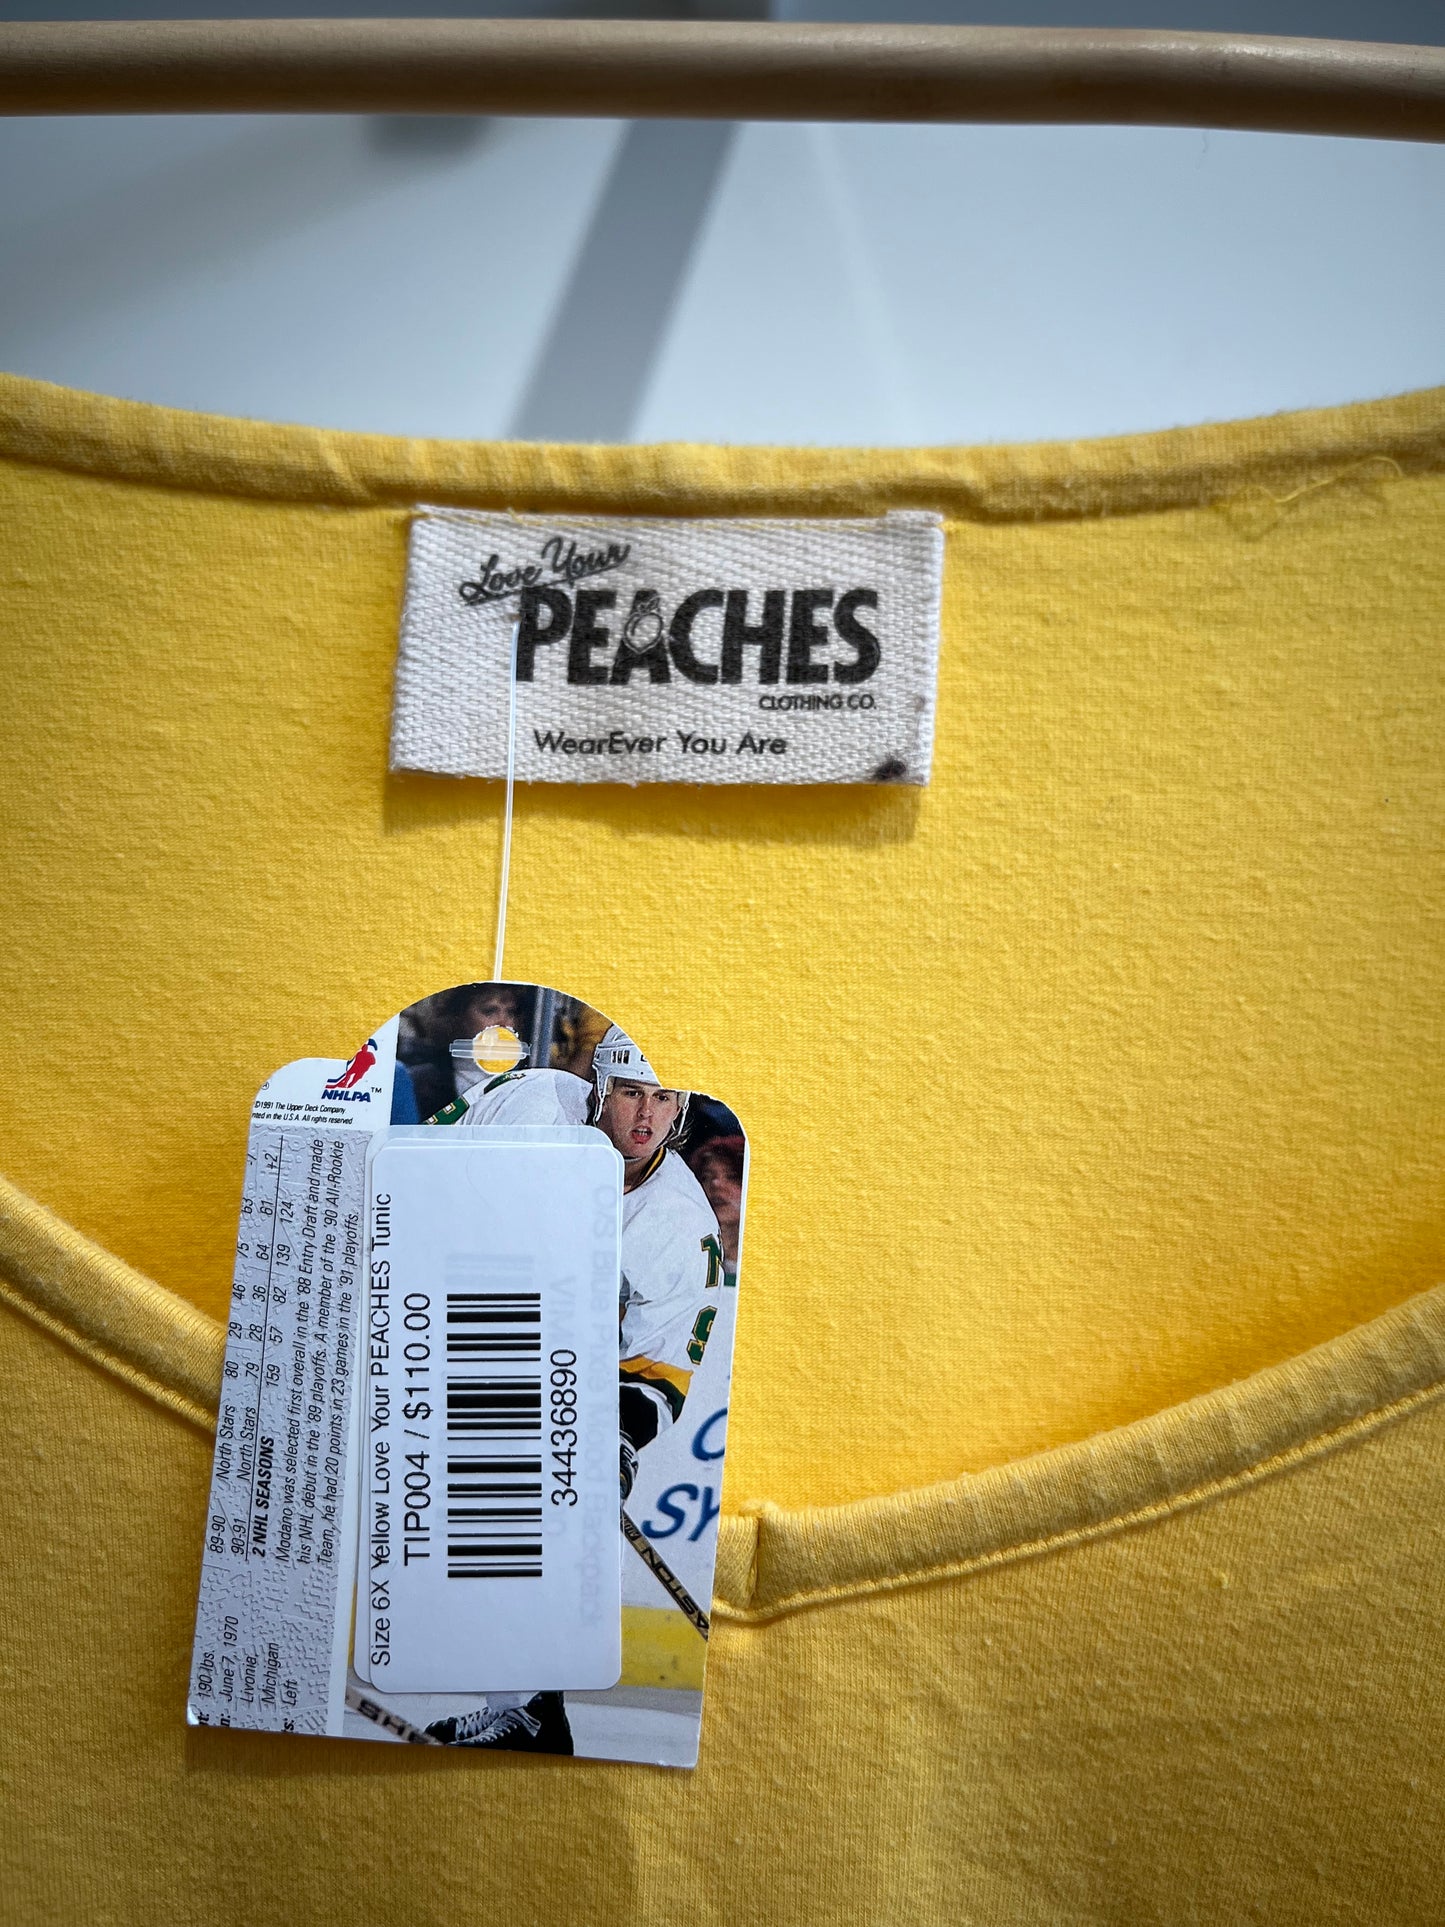 Love Your
PEACHES
CLOTHING CO.
WearEver You Are
NHLPA™
©1991 The Upper Deck Company
in the U.S.A. All rights reserved
89-90 North Stars 80 29 46 75 63 -7
90-91 North Stars 79 28 36 64 81 +2
2 NHL SEASONS 159 57 82 139 124
Modano was selected first overall in the '88 Entry Draft and made
his NHL debut in the '89 playoffs. A member of the '90 All-Rookie
Team, he had 20 points in 23 games in the '91 playoffs.
190 lbs.
June 7, 1970
Livonia,
Michigan
Left
Size 6X Yellow Love Your PEACHES Tunic
TIP004 / $110.00
34436890
SY